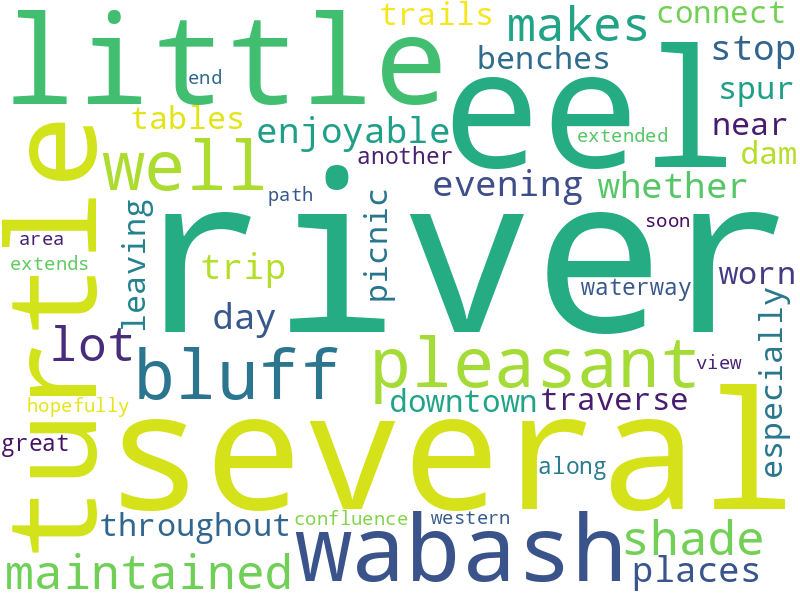 trails
connect
little
makes
stop
benches
end
eel
spur
tables
enjoyable
near
extended
well
another
dam
turtle
evening
whether
path
picnic
river
leaving
soon
area
extends
trip
waterway
worn
day
lot
bluff
pleasant
view
especially
hopefully
downtown
traverse
several
great
along
throughout
confluence
western
wabash
shade
maintained
places